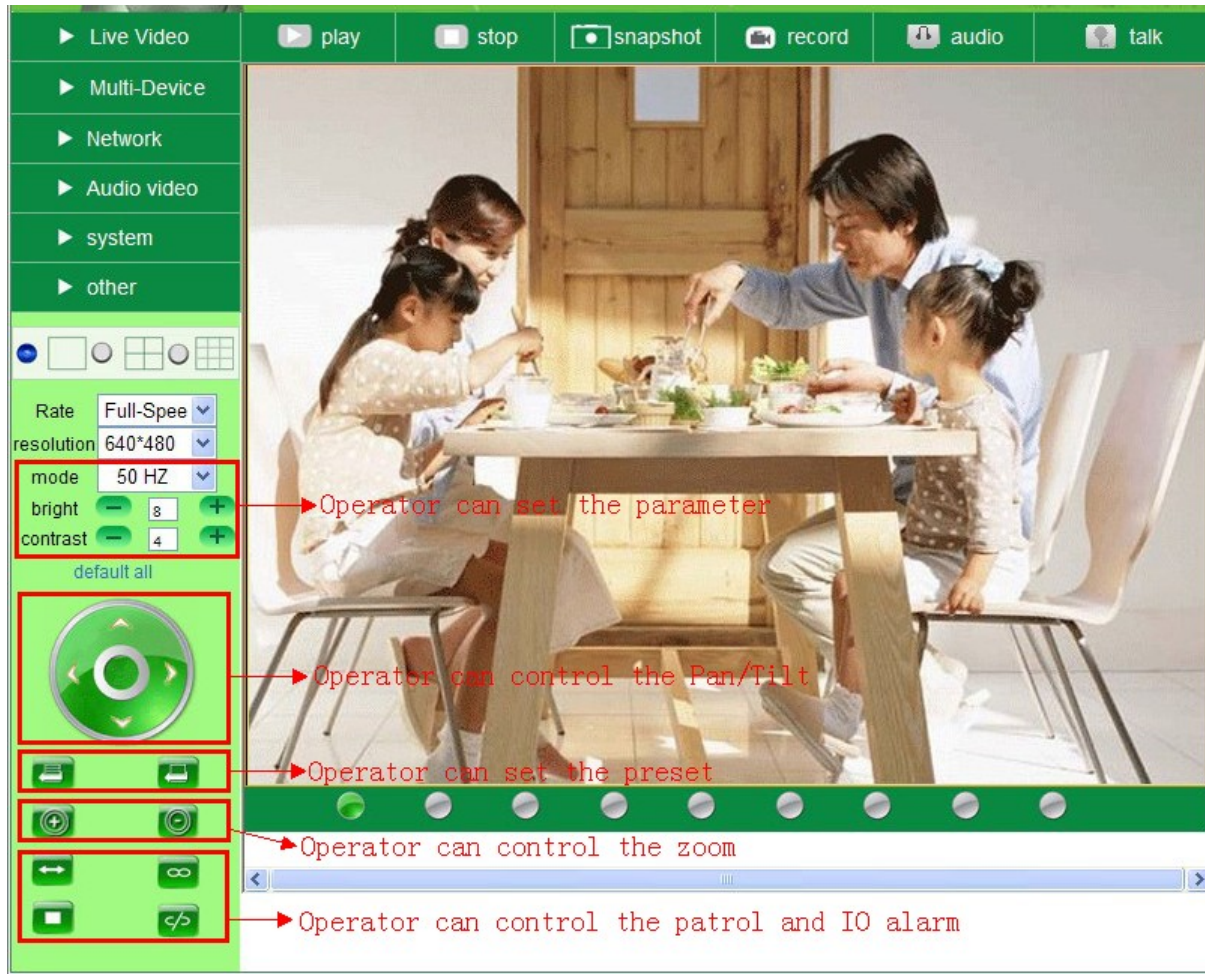 Live Video
play
stop
snapshot
record
audio
talk
Multi-Device
Network
Audio video
system
other
Rate Full-Spee
resolution 640*480
mode 50 HZ
bright 8
contrast 4
Operator can set the parameter
default all
Operator can control the Pan/Tilt
Operator can set the preset
Operator can control the zoom
Operator can control the patrol and IO alarm